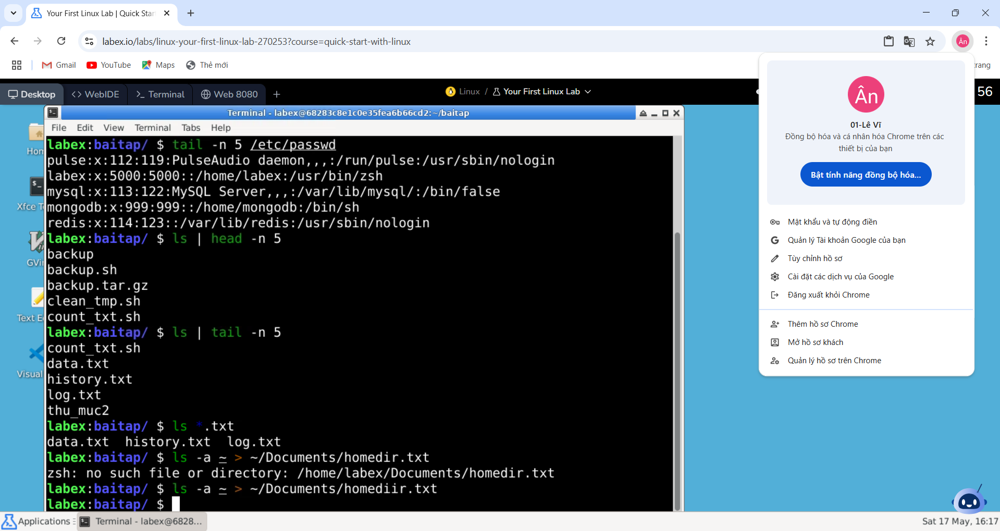 Your First Linux Lab | Quick Star
labex.io/labs/linux-your-first-linux-lab-270253?course=quick-start-with-linux
Ân
Gmail
YouTube
Maps
Thẻ mới
trang
Desktop
<> WebIDE
>_ Terminal
Web 8080
Linux / Your First Linux Lab
56
Terminal - labex@68283c8e1c0e35fea6b66cd2:~/baitap
File Edit View Terminal Tabs Help
labex:baitap/ $ tail -n 5 /etc/passwd
pulse:x:112:119:PulseAudio daemon,,,:/run/pulse:/usr/sbin/nologin
labex:x:5000:5000::/home/labex:/usr/bin/zsh
mysql:x:113:122:MySQL Server,,,:/var/lib/mysql/:/bin/false
mongodb:x:999:999::/home/mongodb:/bin/sh
redis:x:114:123::/var/lib/redis:/usr/sbin/nologin
labex:baitap/ $ ls | head -n 5
backup
backup.sh
backup.tar.gz
clean_tmp.sh
count_txt.sh
labex:baitap/ $ ls | tail -n 5
count_txt.sh
data.txt
history.txt
log.txt
thu_muc2
labex:baitap/ $ ls *.txt
data.txt history.txt log.txt
labex:baitap/ $ ls -a ~ > ~/Documents/homedir.txt
zsh: no such file or directory: /home/labex/Documents/homedir.txt
labex:baitap/ $ ls -a ~ > ~/Documents/homediir.txt
labex:baitap/ $
Hom
Xfce Te
GVim
Text Ed
Visual
Ân
01-Lê Vĩ
Đồng bộ hóa và cá nhân hóa Chrome trên các
thiết bị của bạn
Bật tính năng đồng bộ hóa...
Mật khẩu và tự động điền
Quản lý Tài khoản Google của bạn
Tùy chỉnh hồ sơ
Cài đặt các dịch vụ của Google
Đăng xuất khỏi Chrome
Thêm hồ sơ Chrome
Mở hồ sơ khách
Quản lý hồ sơ trên Chrome
Applications
Terminal - labex@6828...
Sat 17 May, 16:17